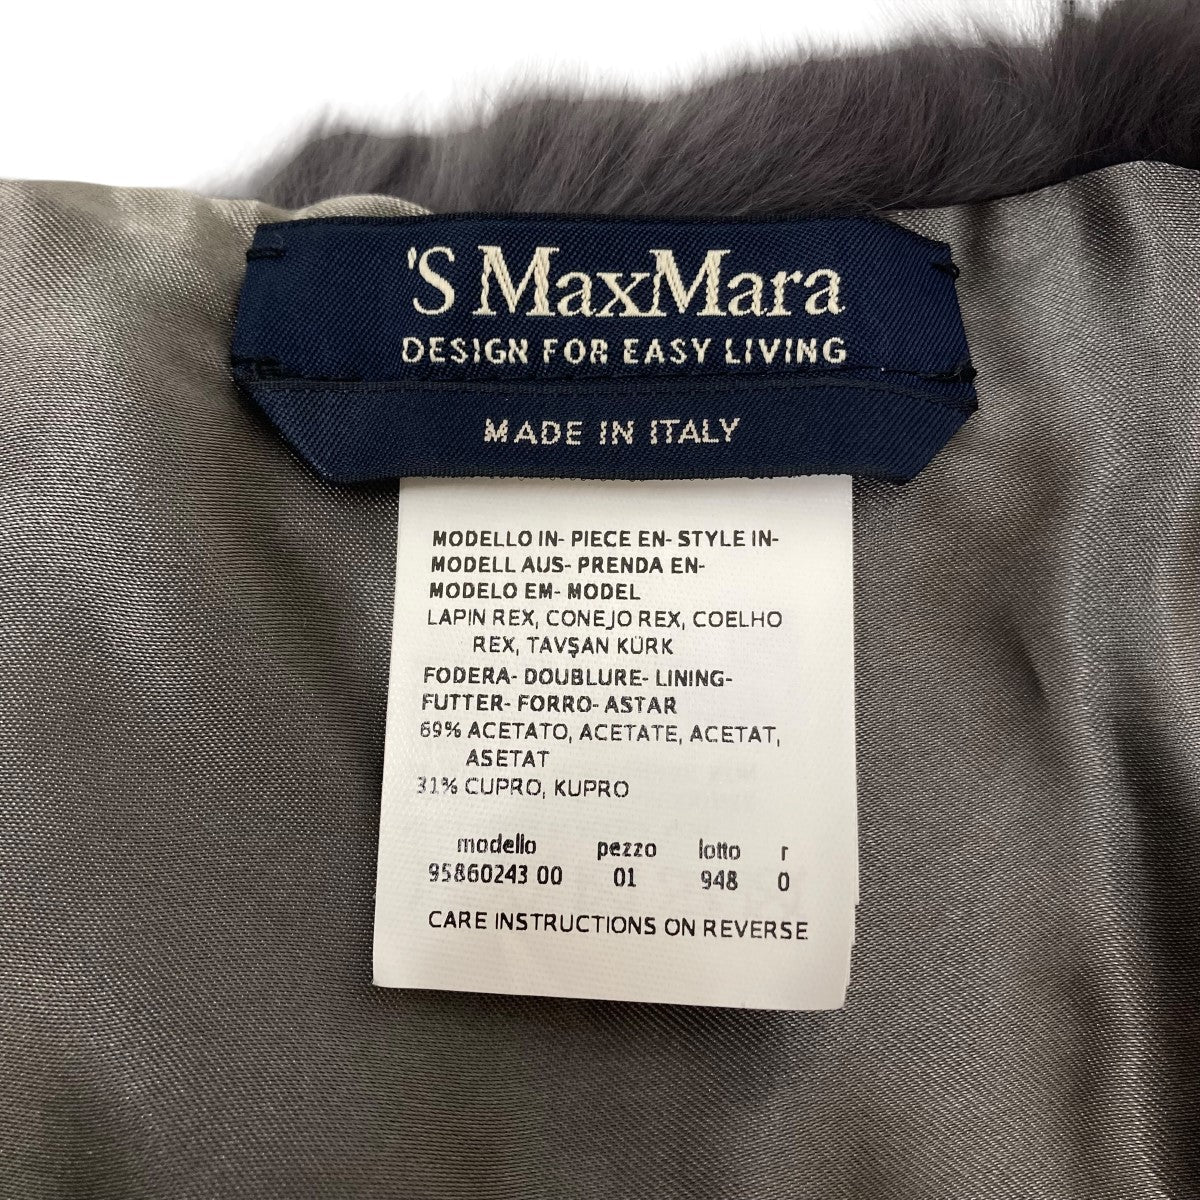 'S MaxMara
DESIGN FOR EASY LIVING
MADE IN ITALY
MODELLO IN- PIECE EN- STYLE IN-
MODELL AUS- PRENDA EN-
MODELO EM- MODEL
LAPIN REX, CONEJO REX, COELHO
REX, TAVŞAN KÜRK
FODERA- DOUBLURE- LINING-
FUTTER- FORRO- ASTAR
69% ACETATO, ACETATE, ACETAT,
ASETAT
31% CUPRO, KUPRO
modello pezzo lotto r
95860243 00 01 948 0
CARE INSTRUCTIONS ON REVERSE